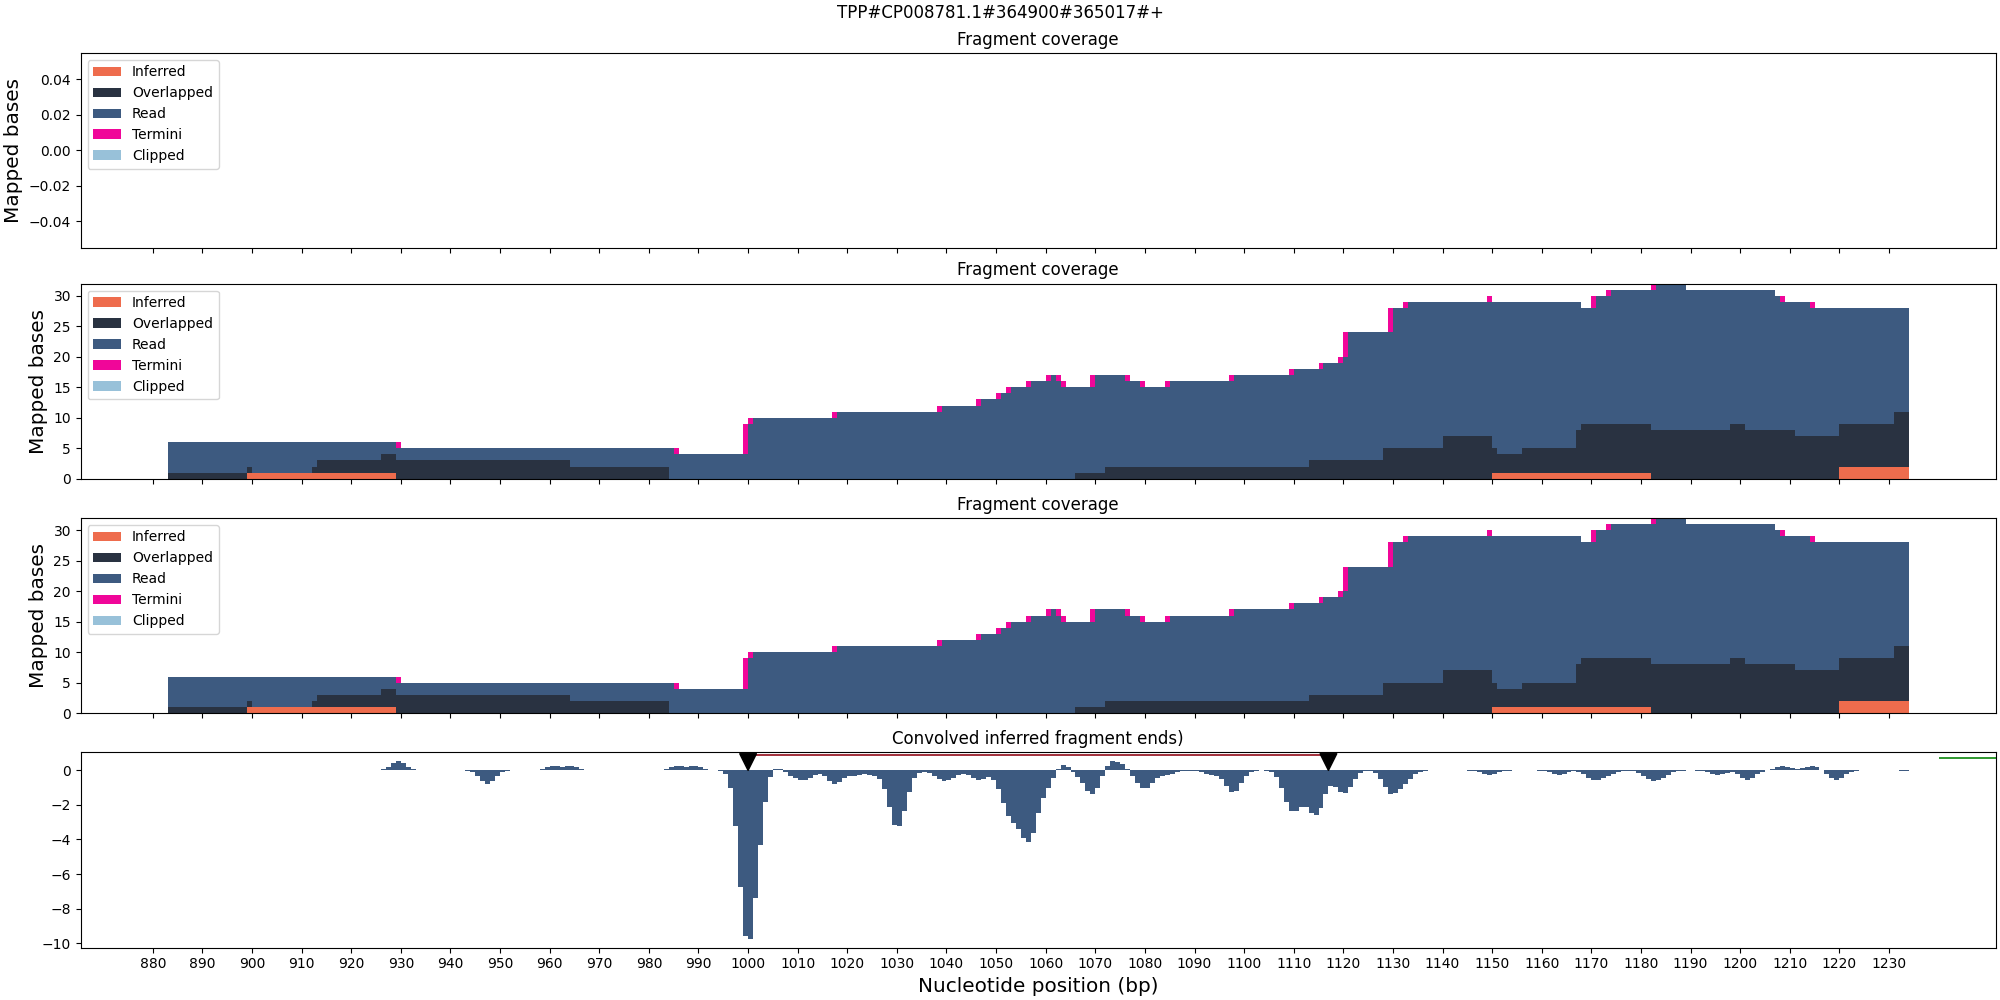 TPP#CP008781.1#364900#365017#+
Fragment coverage
Mapped bases
0.04
0.02
0.00
−0.02
−0.04
Inferred
Overlapped
Read
Termini
Clipped
Fragment coverage
Mapped bases
30
25
20
15
10
5
0
Inferred
Overlapped
Read
Termini
Clipped
Fragment coverage
Mapped bases
30
25
20
15
10
5
0
Inferred
Overlapped
Read
Termini
Clipped
Convolved inferred fragment ends)
0
−2
−4
−6
−8
−10
880 890 900 910 920 930 940 950 960 970 980 990 1000 1010 1020 1030 1040 1050 1060 1070 1080 1090 1100 1110 1120 1130 1140 1150 1160 1170 1180 1190 1200 1210 1220 1230
Nucleotide position (bp)